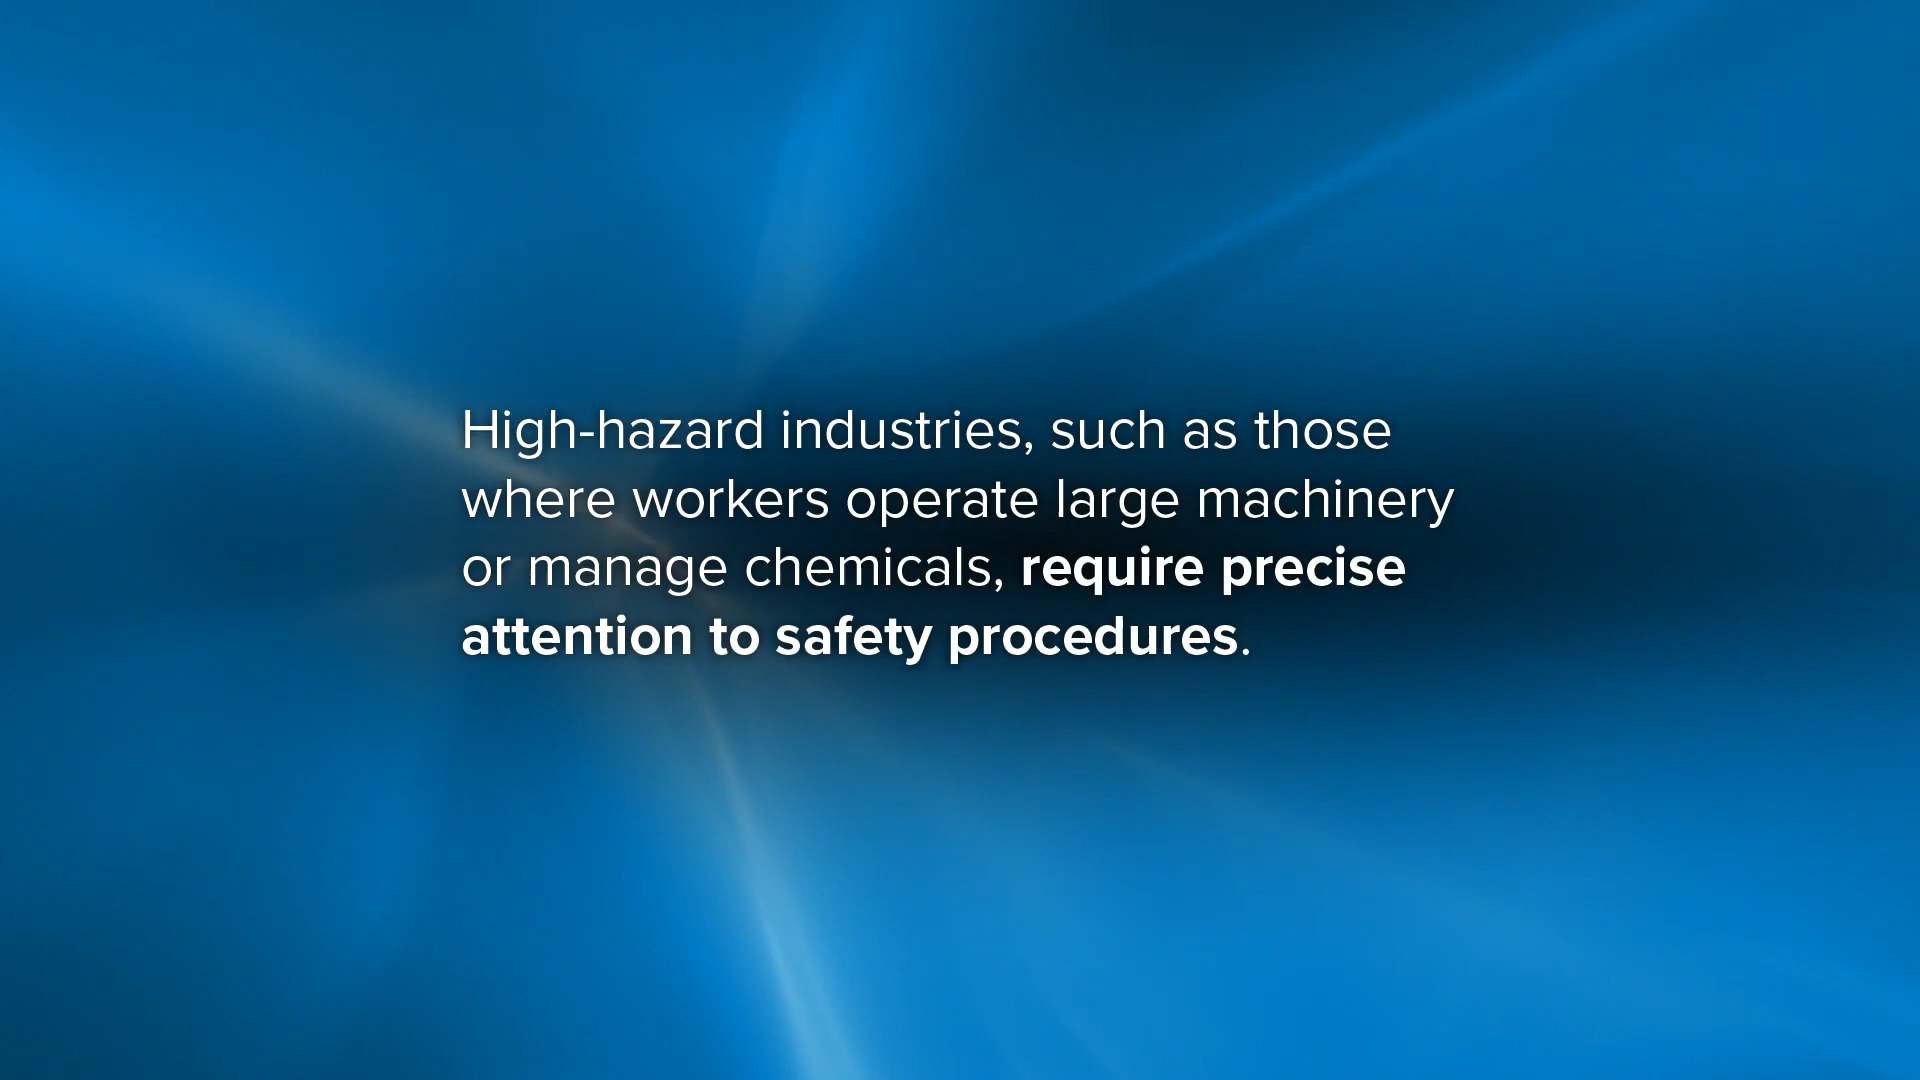 High-hazard industries, such as those
where workers operate large machinery
or manage chemicals, require precise
attention to safety procedures.